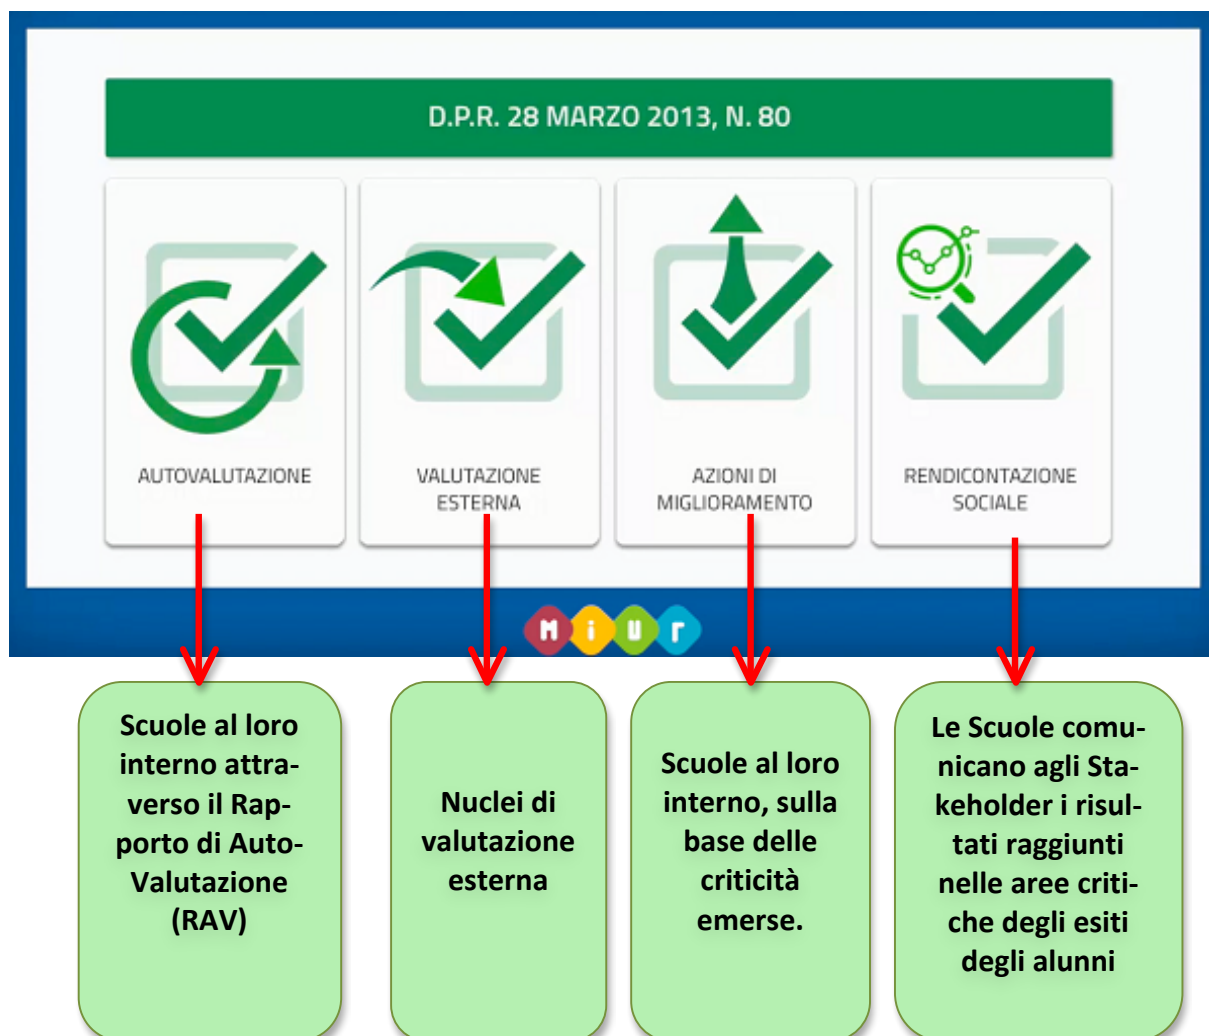 D.P.R. 28 MARZO 2013, N. 80
AUTOVALUTAZIONE
VALUTAZIONE
ESTERNA
AZIONI DI
MIGLIORAMENTO
RENDICONTAZIONE
SOCIALE
MiUr
Scuole al loro
interno attra-
verso il Rap-
porto di Auto-
Valutazione
(RAV)
Nuclei di
valutazione
esterna
Scuole al loro
interno, sulla
base delle
criticità
emerse.
Le Scuole comu-
nicano agli Sta-
keholder i risul-
tati raggiunti
nelle aree criti-
che degli esiti
degli alunni